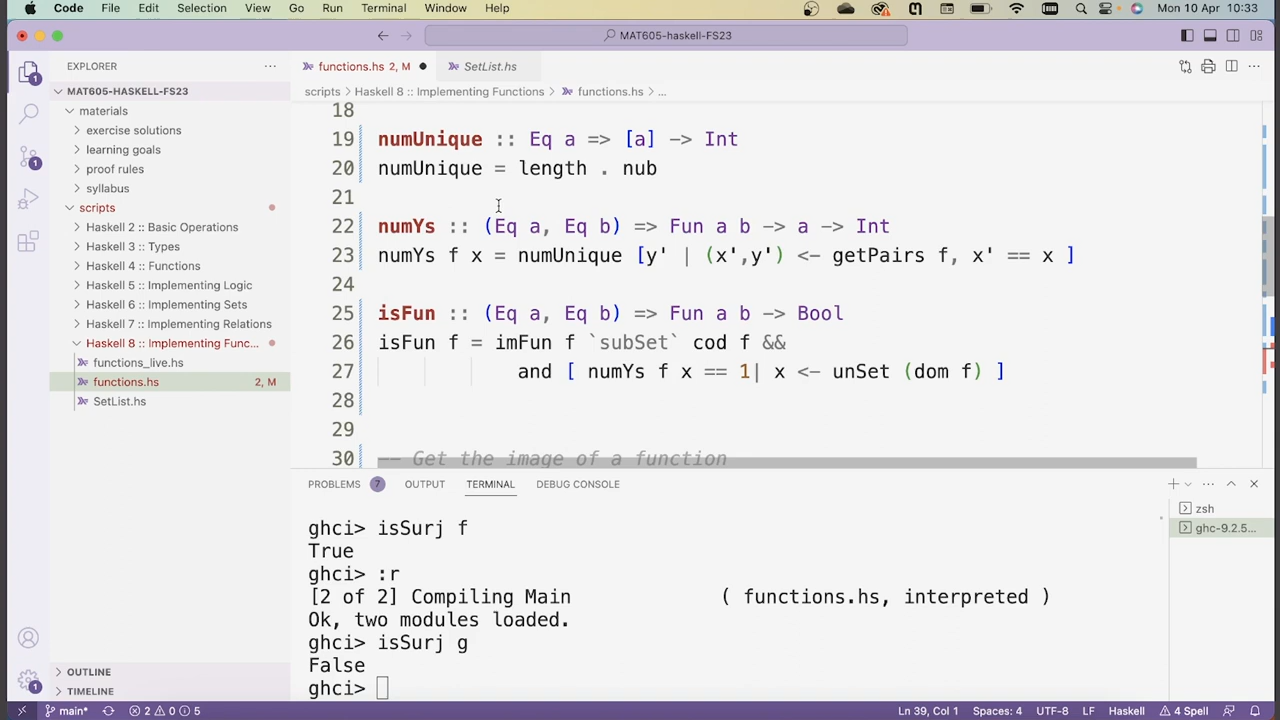 Code File Edit Selection View Go Run Terminal Window Help Mon 10 Apr 10:33
MAT605-haskell-FS23
EXPLORER
functions.hs 2, M
SetList.hs
MAT605-HASKELL-FS23
scripts > Haskell 8 :: Implementing Functions > functions.hs > ...
materials
exercise solutions
learning goals
proof rules
syllabus
scripts
Haskell 2 :: Basic Operations
Haskell 3 :: Types
Haskell 4 :: Functions
Haskell 5 :: Implementing Logic
Haskell 6 :: Implementing Sets
Haskell 7 :: Implementing Relations
Haskell 8 :: Implementing Func...
functions_live.hs
functions.hs 2, M
SetList.hs
OUTLINE
TIMELINE
18
19 numUnique :: Eq a => [a] -> Int
20 numUnique = length . nub
21
22 numYs :: (Eq a, Eq b) => Fun a b -> a -> Int
23 numYs f x = numUnique [y' | (x',y') <- getPairs f, x' == x ]
24
25 isFun :: (Eq a, Eq b) => Fun a b -> Bool
26 isFun f = imFun f `subSet` cod f &&
27 and [ numYs f x == 1| x <- unSet (dom f) ]
28
29
30 -- Get the image of a function
PROBLEMS 7 OUTPUT TERMINAL DEBUG CONSOLE
ghci> isSurj f
True
ghci> :r
[2 of 2] Compiling Main ( functions.hs, interpreted )
Ok, two modules loaded.
ghci> isSurj g
False
ghci>
zsh
ghc-9.2.5...
main* 2 0 5 Ln 39, Col 1 Spaces: 4 UTF-8 LF Haskell 4 Spell